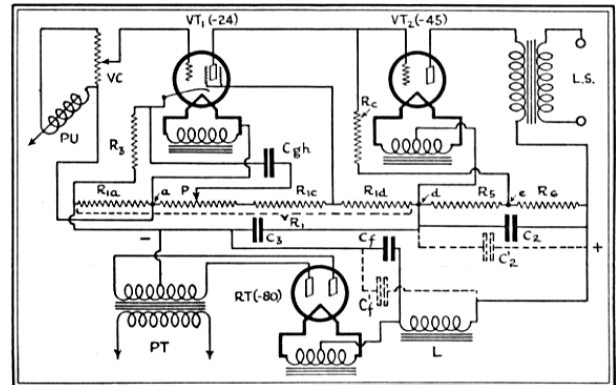 VT1(-24) VT2(-45)
VC
L.S.
PU
Rc
R3
Cgh
R1a a P R1c R1d d R5 e R6
R1
C3
C2
−
Cf
C'2
+
RT(-80)
C'f
PT
L